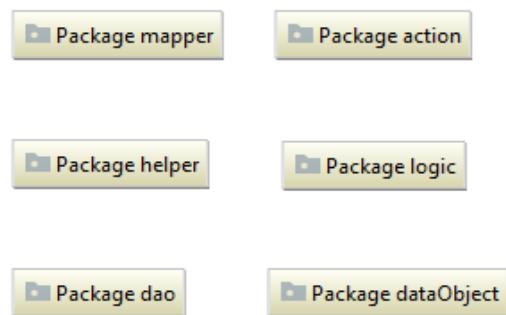 Package mapper
Package action
Package helper
Package logic
Package dao
Package dataObject